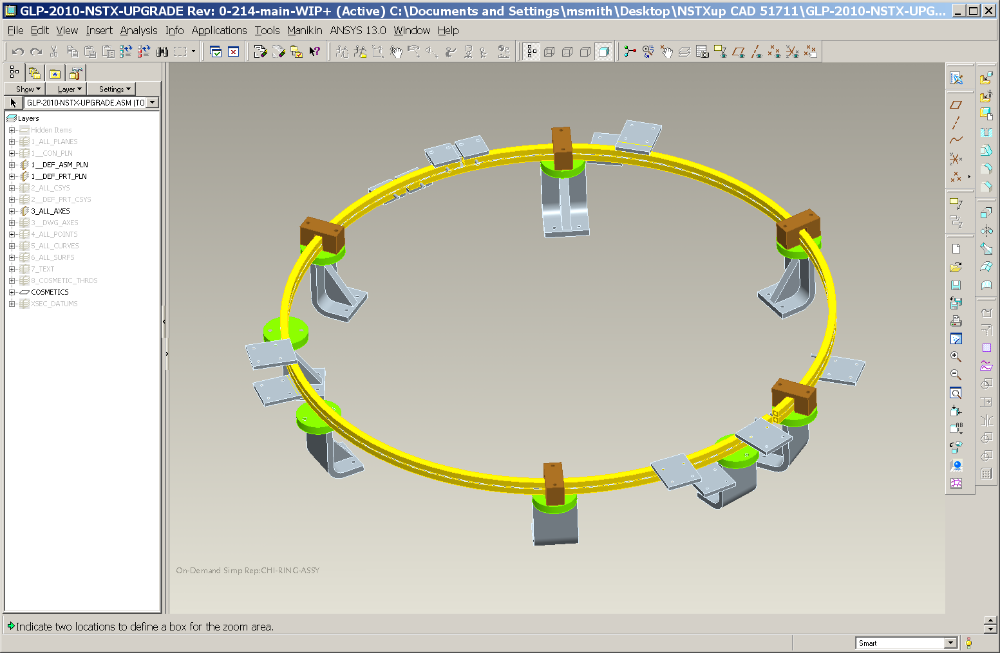 GLP-2010-NSTX-UPGRADE Rev: 0-214-main-WIP+ (Active) C:\Documents and Settings\msmith\Desktop\NSTXup CAD 51711\GLP-2010-NSTX-UPG...
File Edit View Insert Analysis Info Applications Tools Manikin ANSYS 13.0 Window Help
Show Layer Settings
GLP-2010-NSTX-UPGRADE.ASM (TO
Layers
Hidden Items
1_ALL_PLANES
1__CON_PLN
1__DEF_ASM_PLN
1__DEF_PRT_PLN
2_ALL_CSYS
2__DEF_PRT_CSYS
3_ALL_AXES
3__DWG_AXES
4_ALL_POINTS
5_ALL_CURVES
6_ALL_SURFS
7_TEXT
8_COSMETIC_THRDS
COSMETICS
XSEC_DATUMS
AB
On-Demand Simp Rep:CHI-RING-ASSY
Indicate two locations to define a box for the zoom area.
Smart